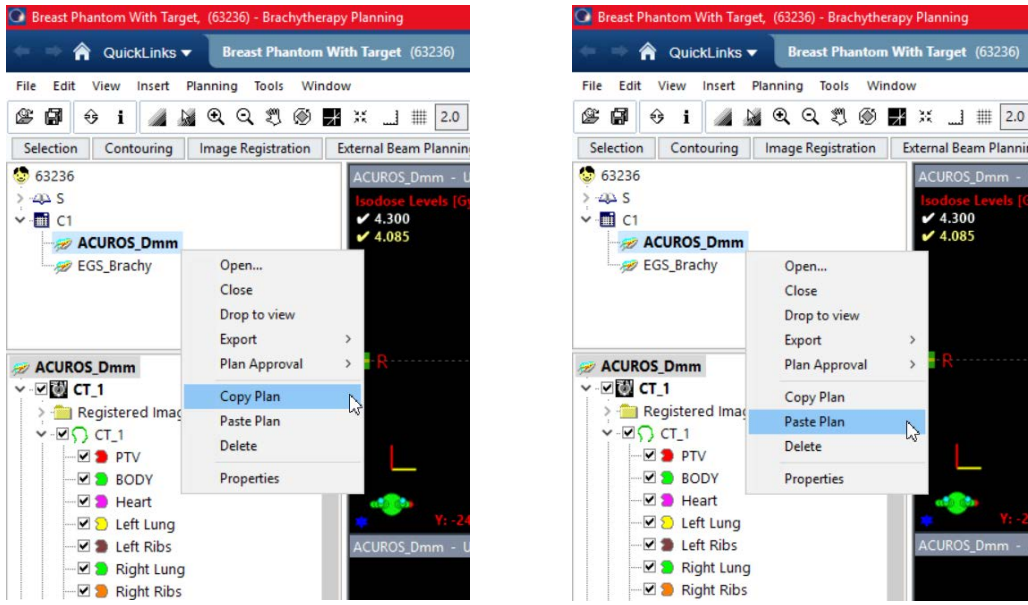 Breast Phantom With Target, (63236) - Brachytherapy Planning
QuickLinks
Breast Phantom With Target (63236)
File Edit View Insert Planning Tools Window
2.0
Selection Contouring Image Registration External Beam
63236
S
C1
ACUROS_Dmm
EGS_Brachy
ACUROS_Dmm -
Isodose Levels
4.300
4.085
Open...
Close
Drop to view
Export
Plan Approval
Copy Plan
Paste Plan
Delete
Properties
R
ACUROS_Dmm
CT_1
Registered
CT_1
PTV
BODY
Heart
Left Lung
Left Ribs
Right Lung
Right Ribs
Y:
ACUROS_Dmm -
Breast Phantom With Target, (63236) - Brachytherapy Planning
QuickLinks
Breast Phantom With Target (63236)
File Edit View Insert Planning Tools Window
2.0
Selection Contouring Image Registration External Beam
63236
S
C1
ACUROS_Dmm
EGS_Brachy
ACUROS_Dmm -
Isodose Levels
4.300
4.085
Open...
Close
Drop to view
Export
Plan Approval
Copy Plan
Paste Plan
Delete
Properties
R
ACUROS_Dmm
CT_1
Registered
CT_1
PTV
BODY
Heart
Left Lung
Left Ribs
Right Lung
Right Ribs
Y:
ACUROS_Dmm -